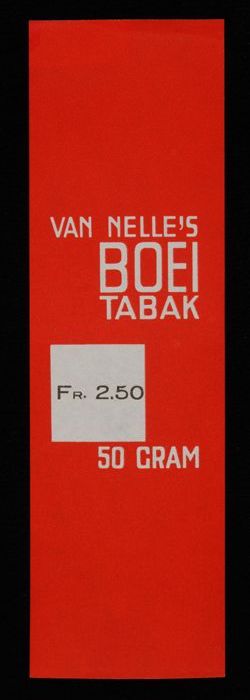 VAN NELLE'S
BOEI
TABAK
FR. 2.50
50 GRAM